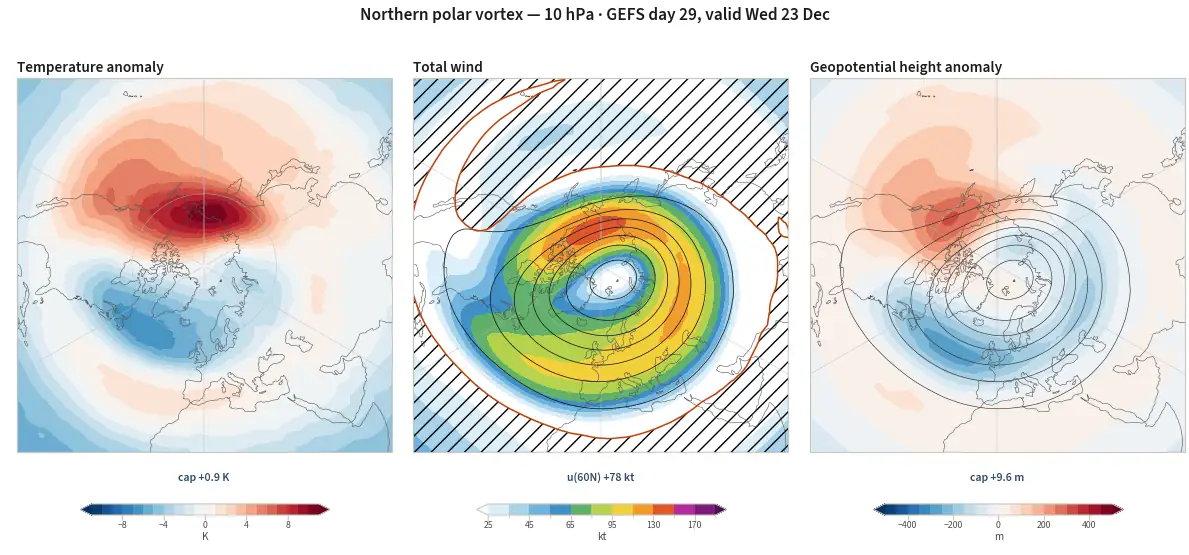 Northern polar vortex — 10 hPa · GEFS day 29, valid Wed 23 Dec
Temperature anomaly
Total wind
Geopotential height anomaly
cap +0.9 K
u(60N) +78 kt
cap +9.6 m
−8 −4 0 4 8
K
25 45 65 95 130 170
kt
−400 −200 0 200 400
m